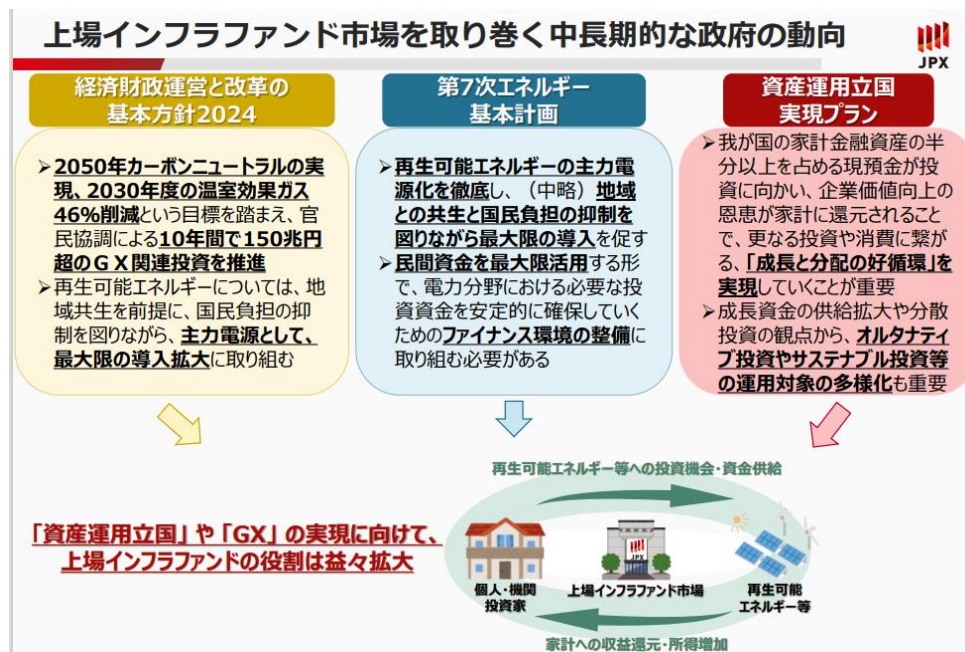 上場インフラファンド市場を取り巻く中長期的な政府の動向
JPX
経済財政運営と改革の
基本方針2024
➢2050年カーボンニュートラルの実
現、2030年度の温室効果ガス
46%削減という目標を踏まえ、官
民協調による10年間で150兆円
超のＧＸ関連投資を推進
➢再生可能エネルギーについては、地
域共生を前提に、国民負担の抑
制を図りながら、主力電源として、
最大限の導入拡大に取り組む
第7次エネルギー
基本計画
➢再生可能エネルギーの主力電
源化を徹底し、（中略）地域
との共生と国民負担の抑制を
図りながら最大限の導入を促す
➢民間資金を最大限活用する形
で、電力分野における必要な投
資資金を安定的に確保していく
ためのファイナンス環境の整備に
取り組む必要がある
資産運用立国
実現プラン
➢我が国の家計金融資産の半
分以上を占める現預金が投
資に向かい、企業価値向上の
恩恵が家計に還元されること
で、更なる投資や消費に繋が
る、「成長と分配の好循環」を
実現していくことが重要
➢成長資金の供給拡大や分散
投資の観点から、オルタナティ
ブ投資やサステナブル投資等
の運用対象の多様化も重要
「資産運用立国」や「GX」の実現に向けて、
上場インフラファンドの役割は益々拡大
再生可能エネルギー等への投資機会・資金供給
JPX
個人・機関
投資家
上場インフラファンド市場
再生可能
エネルギー等
家計への収益還元・所得増加